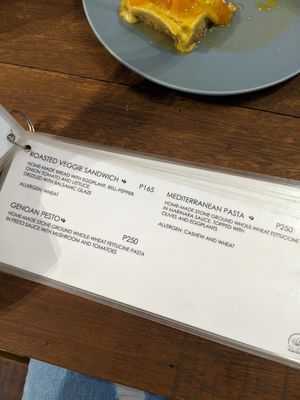 ROASTED VEGGIE SANDWICH
P165
HOME-MADE BREAD WITH EGGPLANT, BELL-PEPPER,
ONION TOMATO AND LETTUCE,
DRIZZLED WITH BALSAMIC GLAZE
ALLERGEN: WHEAT
GENOAN PESTO
P250
HOME-MADE STONE GROUND WHOLE-WHEAT FETTUCINE PASTA
IN PESTO SAUCE WITH MUSHROOM AND TOMATOES
MEDITERRANEAN PASTA
P250
HOME-MADE STONE GROUND WHOLE-WHEAT FETTUCINE
IN MARINARA SAUCE, TOPPED WITH
OLIVES AND EGGPLANTS
ALLERGEN: CASHEW AND WHEAT